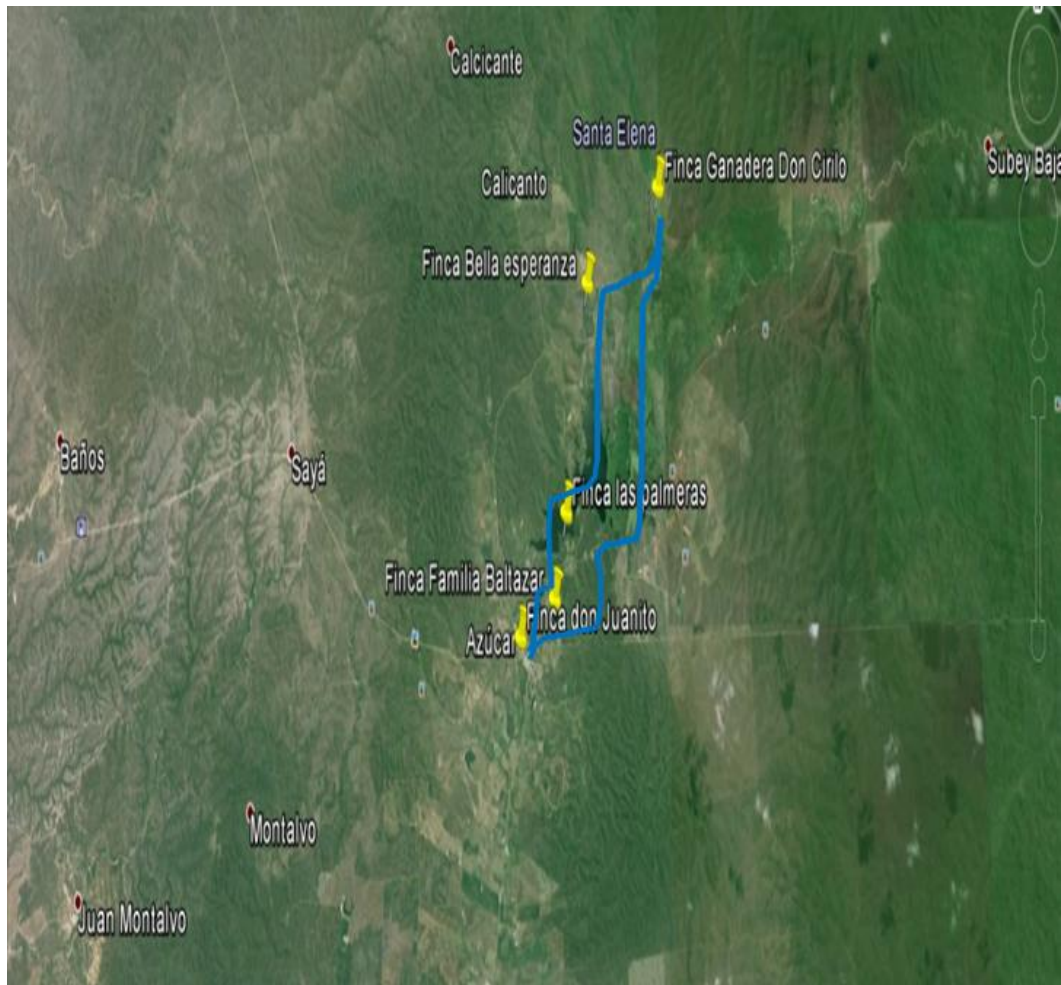 Calcicante
Santa Elena
Subey Baja
Finca Ganadera Don Cirilo
Calicanto
Finca Bella esperanza
Baños
Sayá
Finca las palmeras
Finca Familia Baltazar
Finca don Juanito
Azúcar
Montalvo
Juan Montalvo